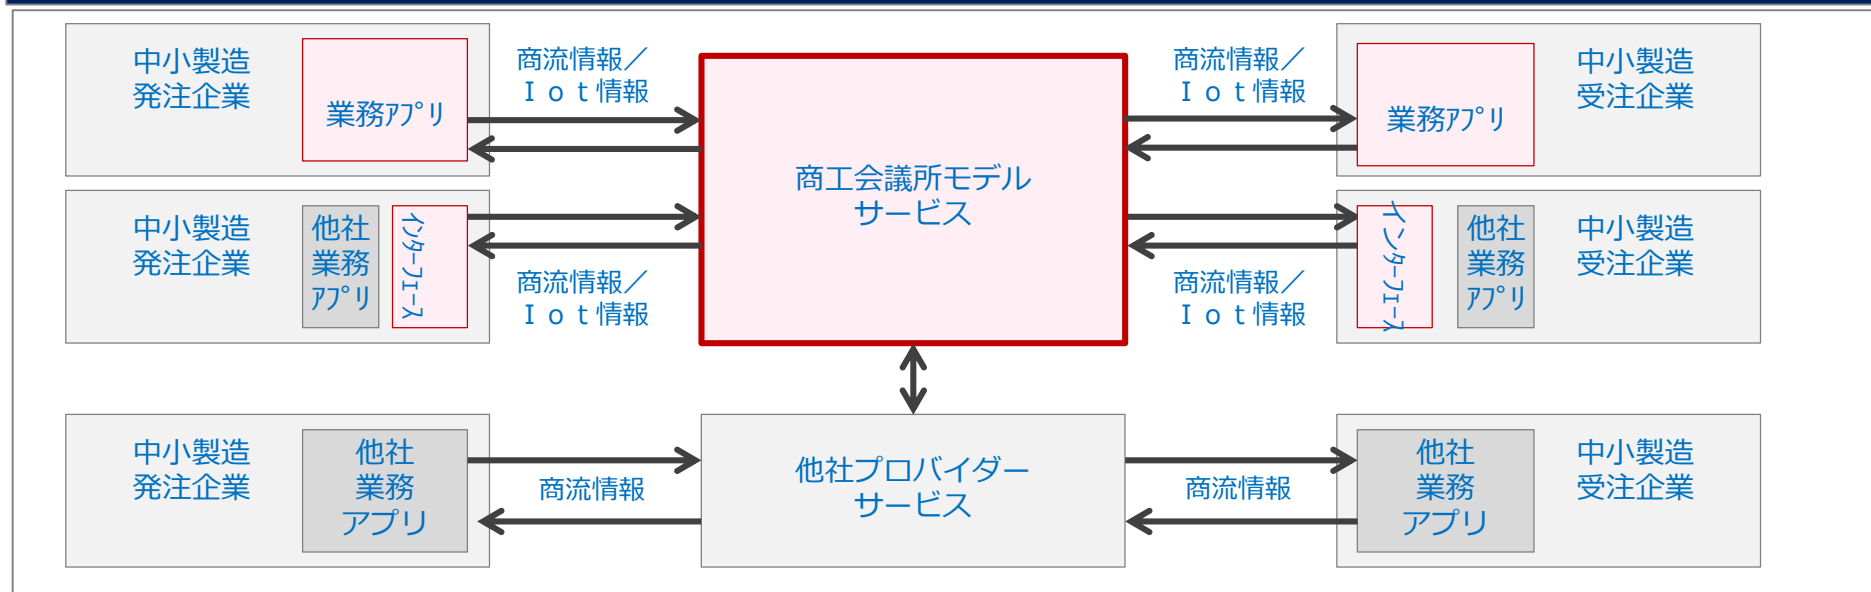 中小製造
発注企業
業務ｱﾌﾟﾘ
商流情報／
Ｉｏｔ情報
商工会議所モデル
サービス
商流情報／
Ｉｏｔ情報
業務ｱﾌﾟﾘ
中小製造
受注企業
中小製造
発注企業
他社
業務
ｱﾌﾟﾘ
インターフェース
商流情報／
Ｉｏｔ情報
商流情報／
Ｉｏｔ情報
インターフェース
他社
業務
ｱﾌﾟﾘ
中小製造
受注企業
中小製造
発注企業
他社
業務
アプリ
商流情報
他社プロバイダー
サービス
商流情報
他社
業務
アプリ
中小製造
受注企業